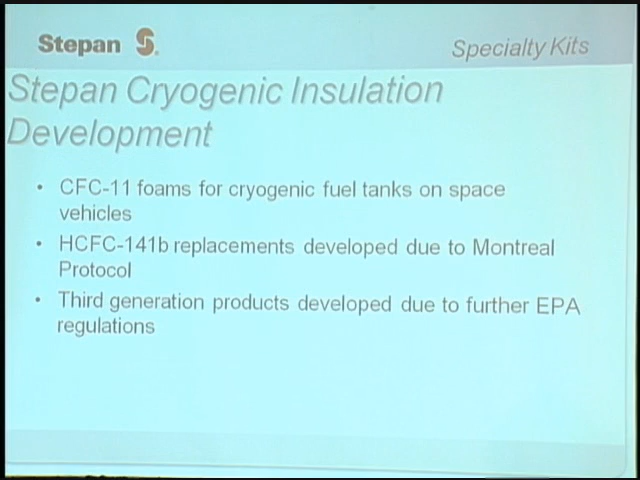 Stepan
Specialty Kits
Stepan Cryogenic Insulation
Development
• CFC-11 foams for cryogenic fuel tanks on space
vehicles
• HCFC-141b replacements developed due to Montreal
Protocol
• Third generation products developed due to further EPA
regulations